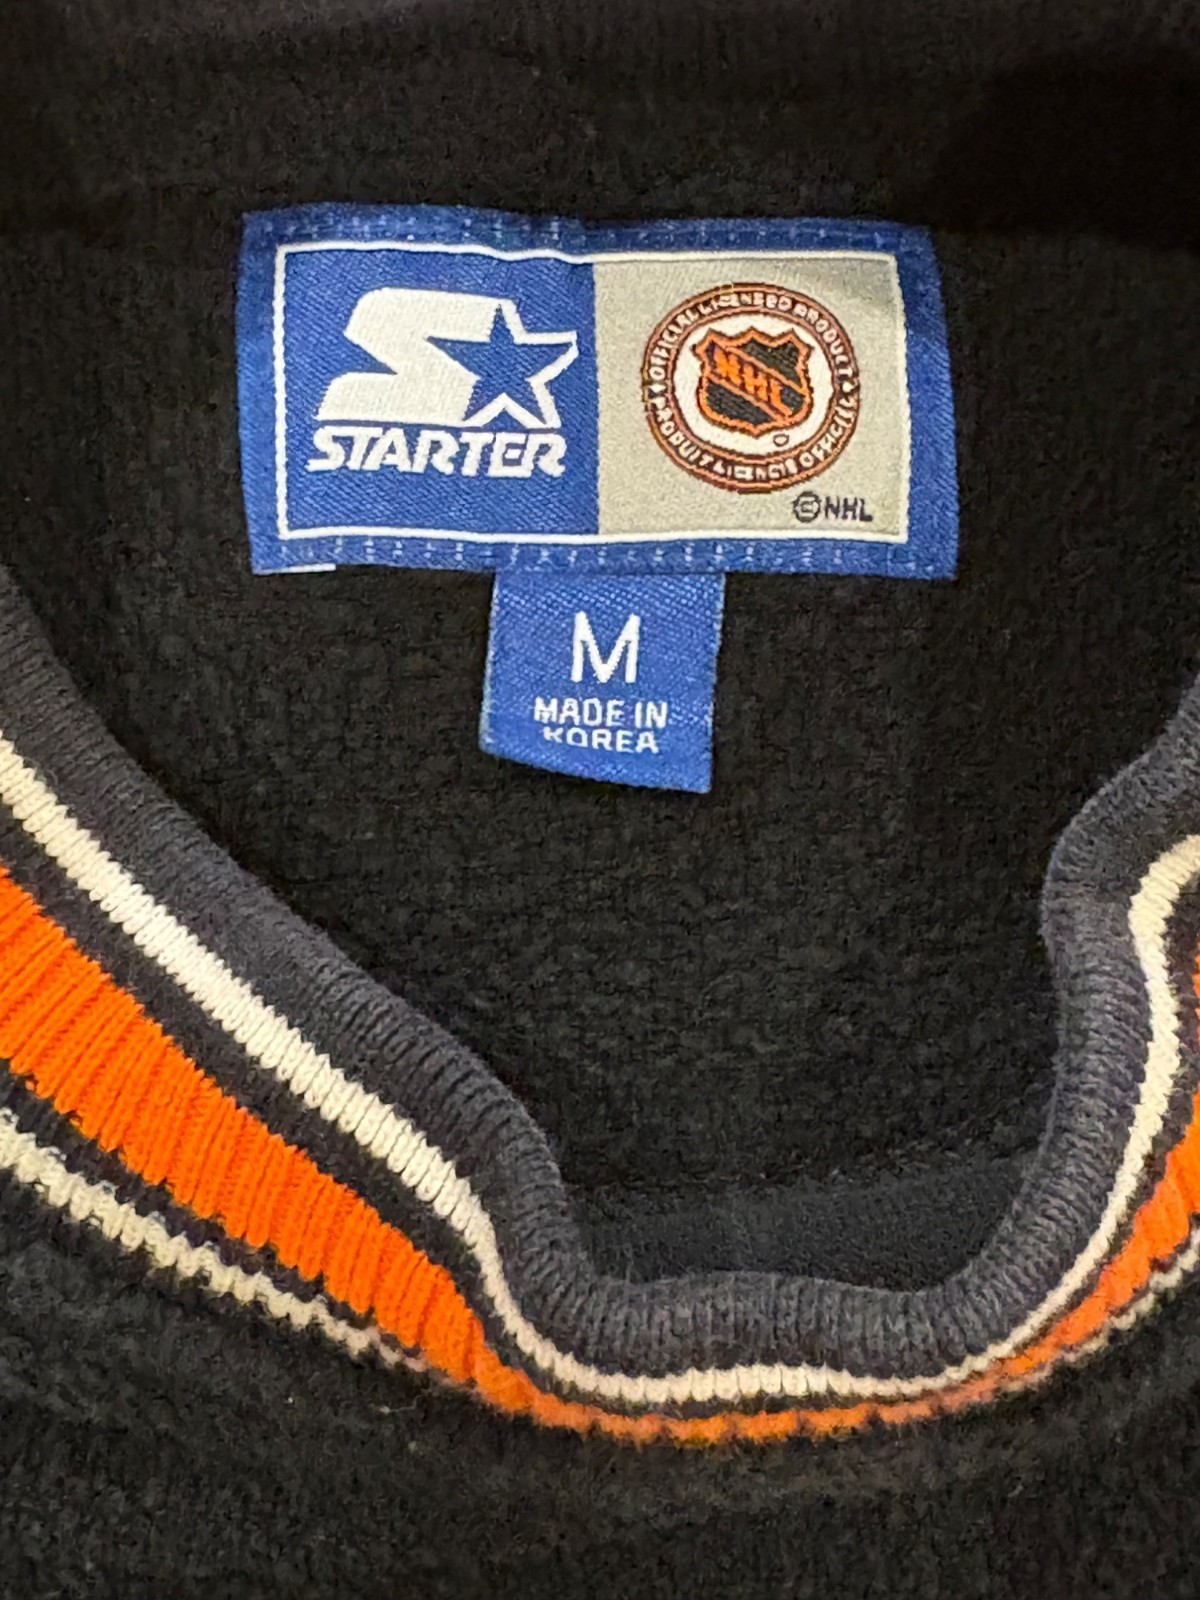 STARTER
OFFICIAL LICENSED PRODUCT
PRODUIT LICENCIÉ OFFICIEL
NHL
©NHL
M
MADE IN
KOREA